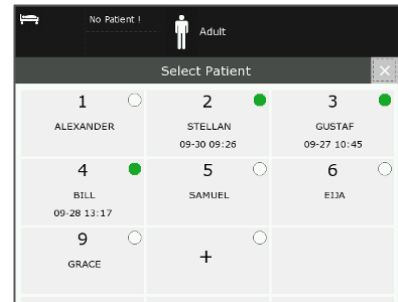 No Patient !
Adult
Select Patient
1
2
3
ALEXANDER
STELLAN
GUSTAF
09-30 09:26
09-27 10:45
4
5
6
BILL
SAMUEL
EIJA
09-28 13:17
9
+
GRACE